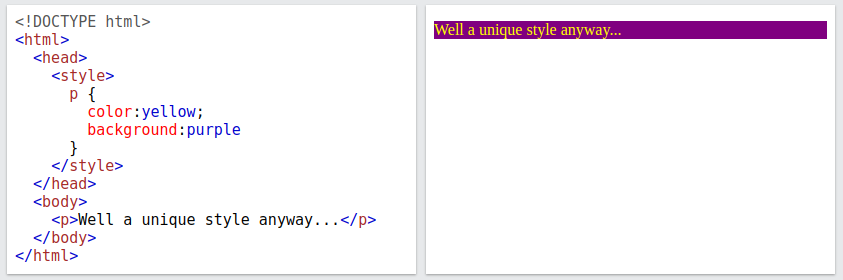 <!DOCTYPE html>
<html>
  <head>
    <style>
      p {
        color:yellow;
        background:purple
      }
    </style>
  </head>
  <body>
    <p>Well a unique style anyway...</p>
  </body>
</html>
Well a unique style anyway...